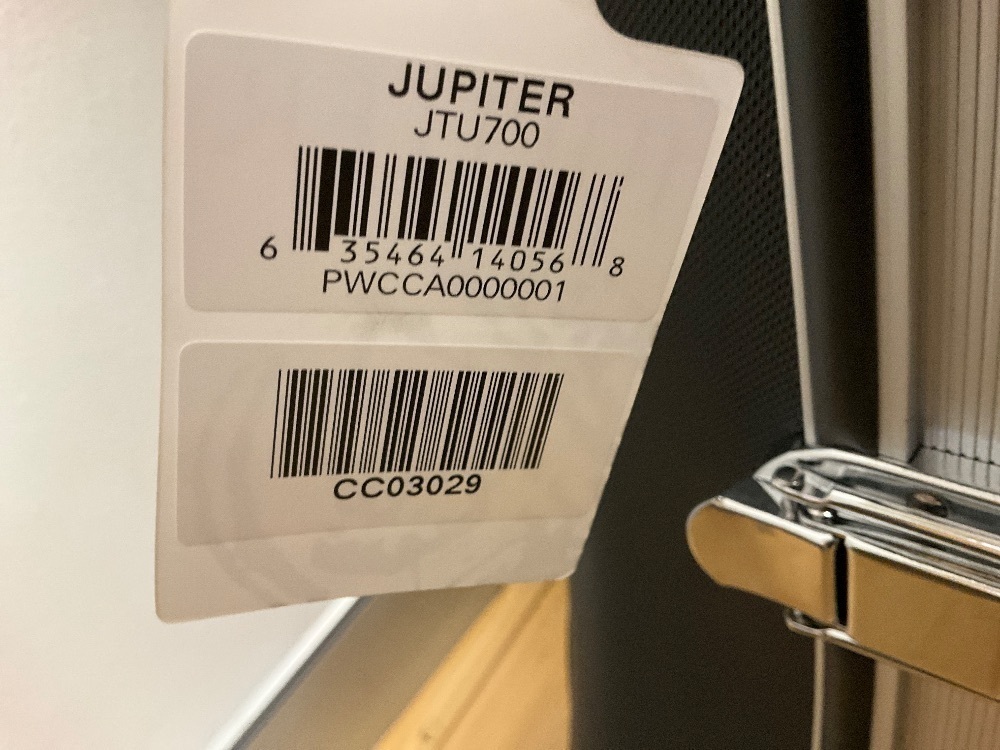 JUPITER
JTU700
6 35464 14056 8
PWCCA0000001
CC03029